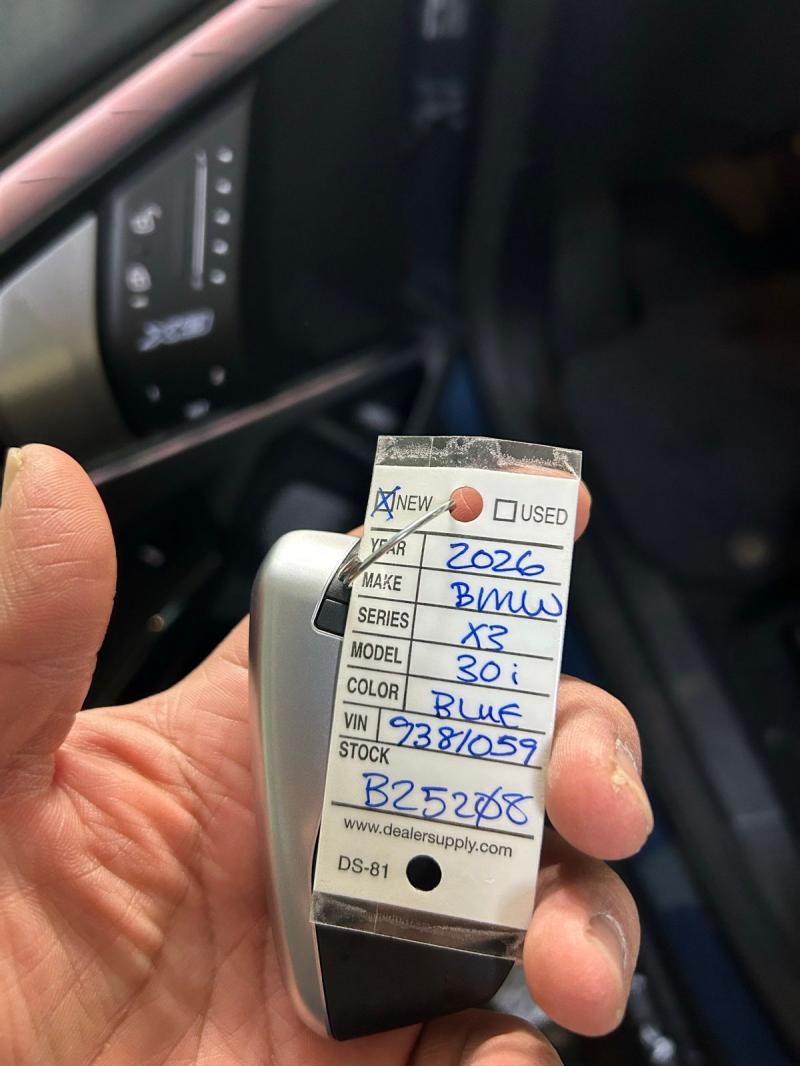 NEW USED
YEAR 2026
MAKE BMW
SERIES X3
MODEL 30i
COLOR BLUE
VIN 9381059
STOCK
B25208
www.dealersupply.com
DS-81